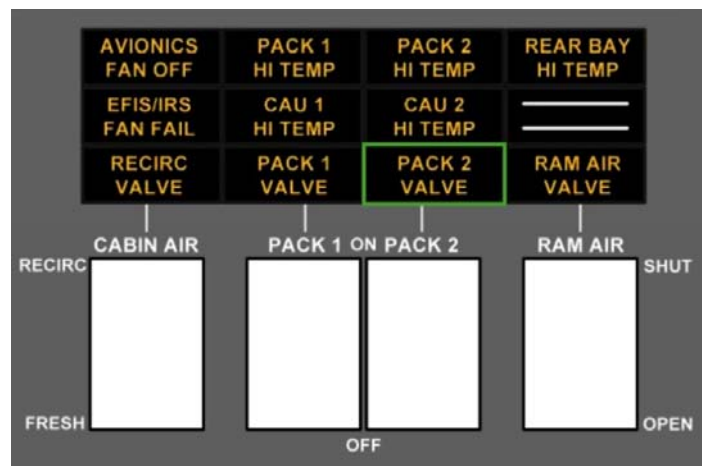 AVIONICS
FAN OFF
PACK 1
HI TEMP
PACK 2
HI TEMP
REAR BAY
HI TEMP
EFIS/IRS
FAN FAIL
CAU 1
HI TEMP
CAU 2
HI TEMP
RECIRC
VALVE
PACK 1
VALVE
PACK 2
VALVE
RAM AIR
VALVE
CABIN AIR
PACK 1 ON PACK 2
RAM AIR
RECIRC
SHUT
FRESH
OPEN
OFF